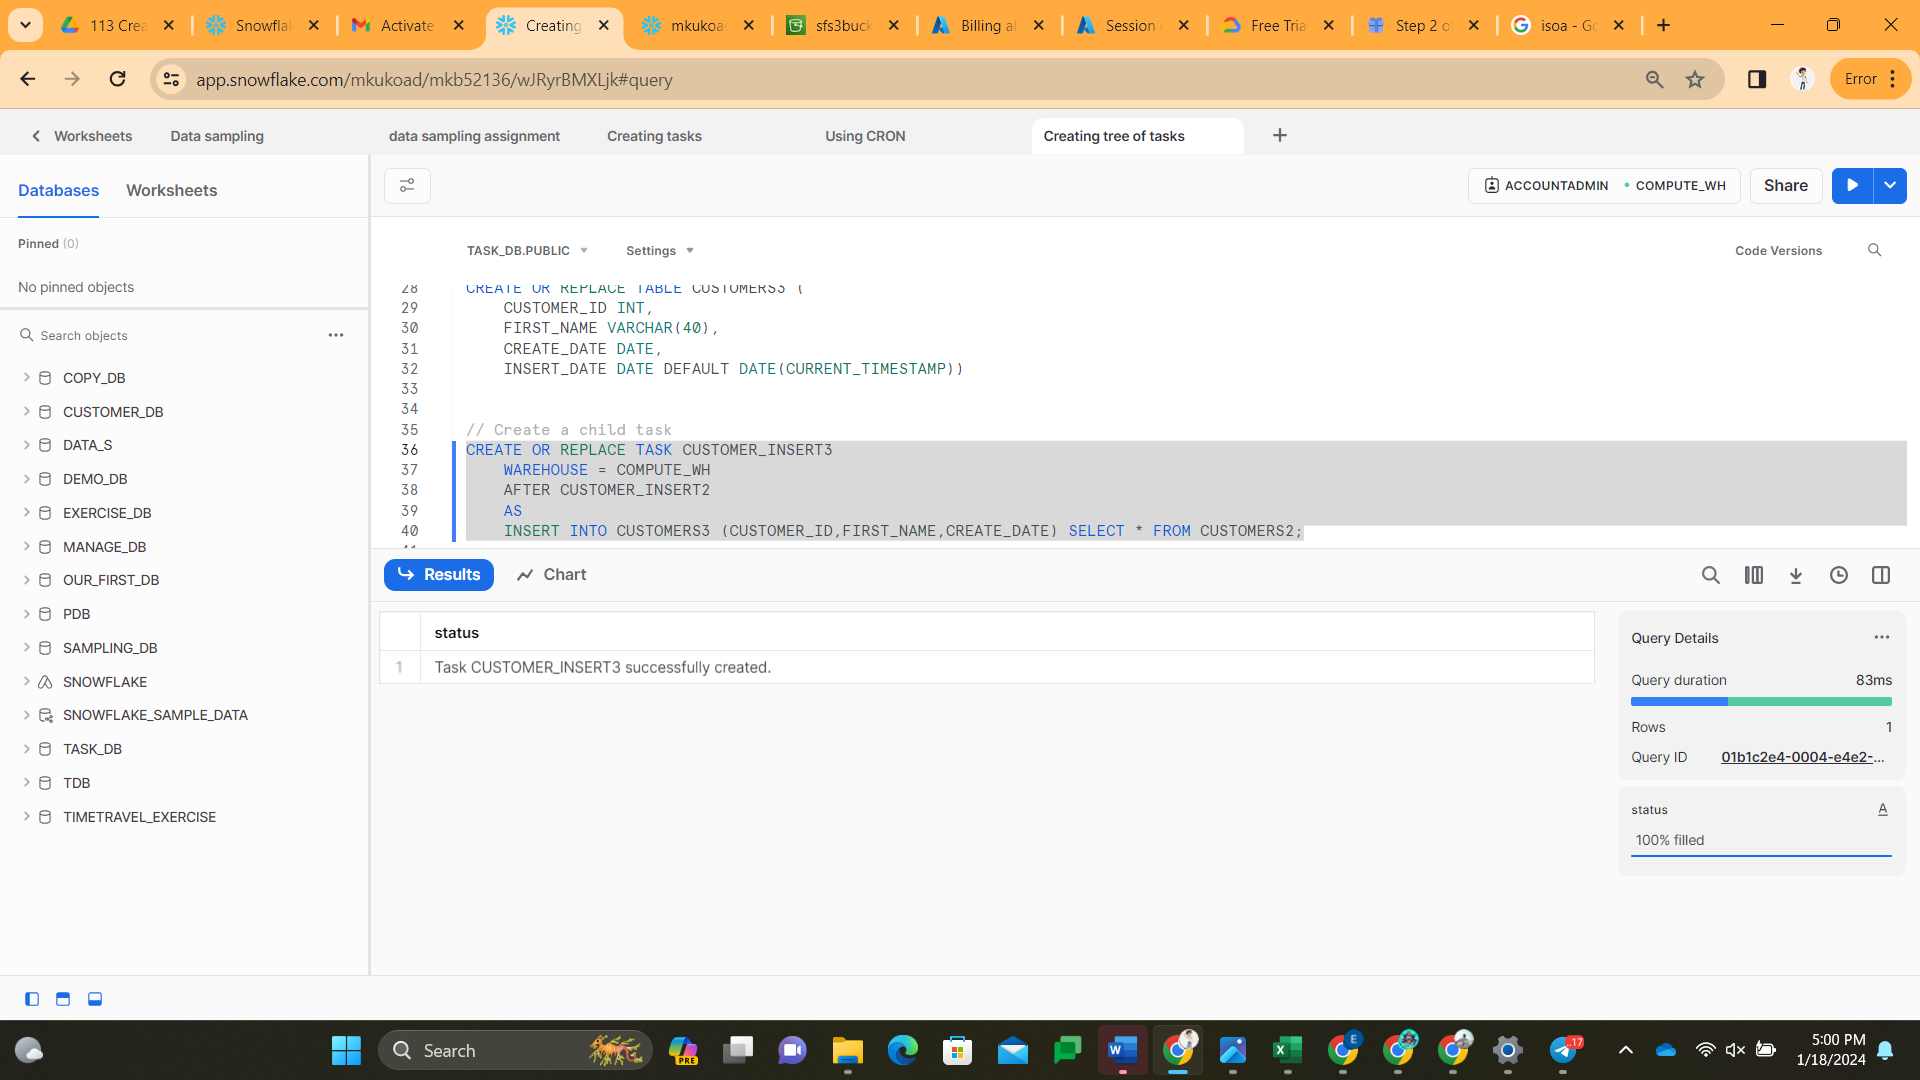 113 Crea
Snowflak
Activate
Creating
mkukoad
sfs3buck
Billing al
Session
Free Tria
Step 2 o
isoa - Go
app.snowflake.com/mkukoad/mkb52136/wJRyrBMXLjk#query
Error
Worksheets
Data sampling
data sampling assignment
Creating tasks
Using CRON
Creating tree of tasks
Databases
Worksheets
ACCOUNTADMIN
COMPUTE_WH
Share
Pinned (0)
No pinned objects
TASK_DB.PUBLIC
Settings
Code Versions
Search objects
COPY_DB
CUSTOMER_DB
DATA_S
DEMO_DB
EXERCISE_DB
MANAGE_DB
OUR_FIRST_DB
PDB
SAMPLING_DB
SNOWFLAKE
SNOWFLAKE_SAMPLE_DATA
TASK_DB
TDB
TIMETRAVEL_EXERCISE
28 CREATE OR REPLACE TABLE CUSTOMERS3 (
29 CUSTOMER_ID INT,
30 FIRST_NAME VARCHAR(40),
31 CREATE_DATE DATE,
32 INSERT_DATE DATE DEFAULT DATE(CURRENT_TIMESTAMP))
33
34
35 // Create a child task
36 CREATE OR REPLACE TASK CUSTOMER_INSERT3
37 WAREHOUSE = COMPUTE_WH
38 AFTER CUSTOMER_INSERT2
39 AS
40 INSERT INTO CUSTOMERS3 (CUSTOMER_ID,FIRST_NAME,CREATE_DATE) SELECT * FROM CUSTOMERS2;
41
Results
Chart
status
1 Task CUSTOMER_INSERT3 successfully created.
Query Details
Query duration 83ms
Rows 1
Query ID 01b1c2e4-0004-e4e2-...
status A
100% filled
Search
PRE
W
X
E
17
5:00 PM
1/18/2024